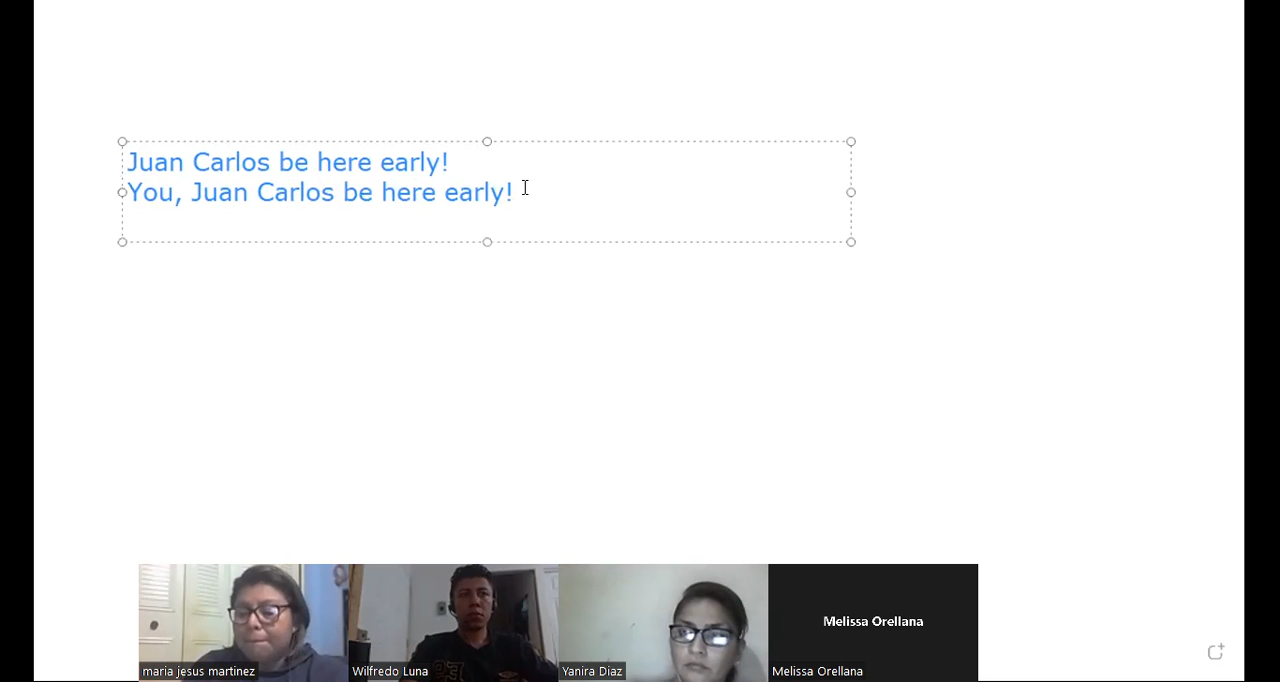 Juan Carlos be here early!
You, Juan Carlos be here early!
Melissa Orellana
maria jesus martinez
Wilfredo Luna
Yanira Diaz
Melissa Orellana